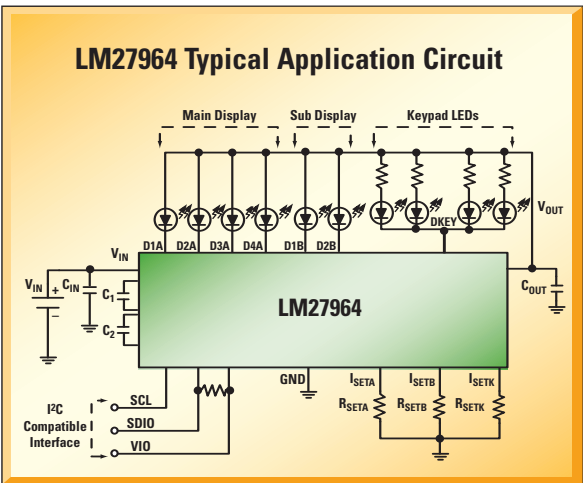 LM27964 Typical Application Circuit
Main Display Sub Display Keypad LEDs
VOUT
DKEY
D1A D2A D3A D4A D1B D2B
VIN
VIN + CIN C1
–
C2
LM27964
COUT
GND ISETA ISETB ISETK
RSETA RSETB RSETK
I²C
Compatible
Interface
SCL
SDIO
VIO